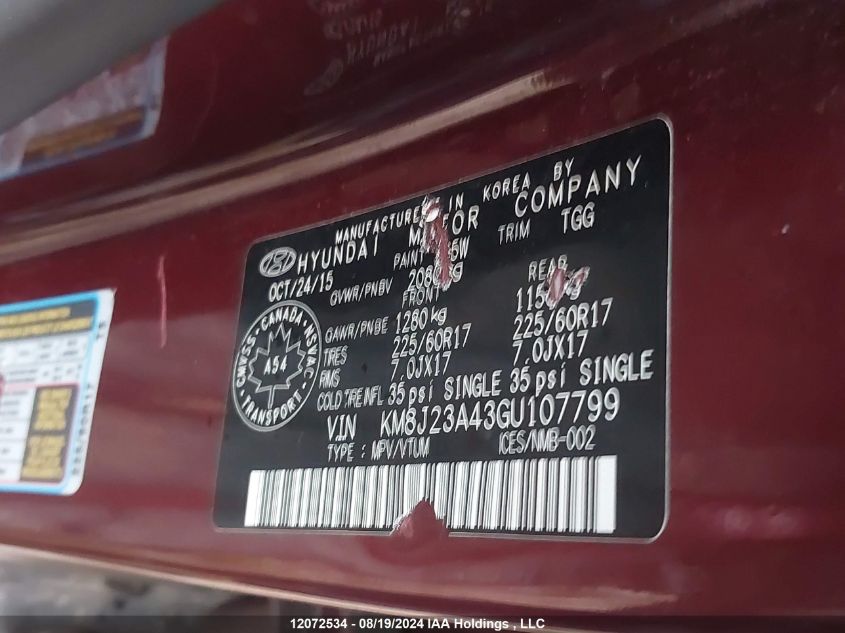 MANUFACTURED IN KOREA BY
HYUNDAI MOTOR COMPANY
OCT/24/15 PAINT TRIM TGG
GVWR/PNBV kg
FRONT REAR
GAWR/PNBE 1280 kg kg
TIRES 225/60R17 225/60R17
RIMS 7.0JX17 7.0JX17
COLD TIRE INFL 35 psi SINGLE 35 psi SINGLE
CMVSS - CANADA - NSVAC
A54
TRANSPORT
VIN KM8J23A43GU107799
TYPE : MPV/VTUM ICES/NMB-002
12072534 - 08/19/2024 IAA Holdings , LLC